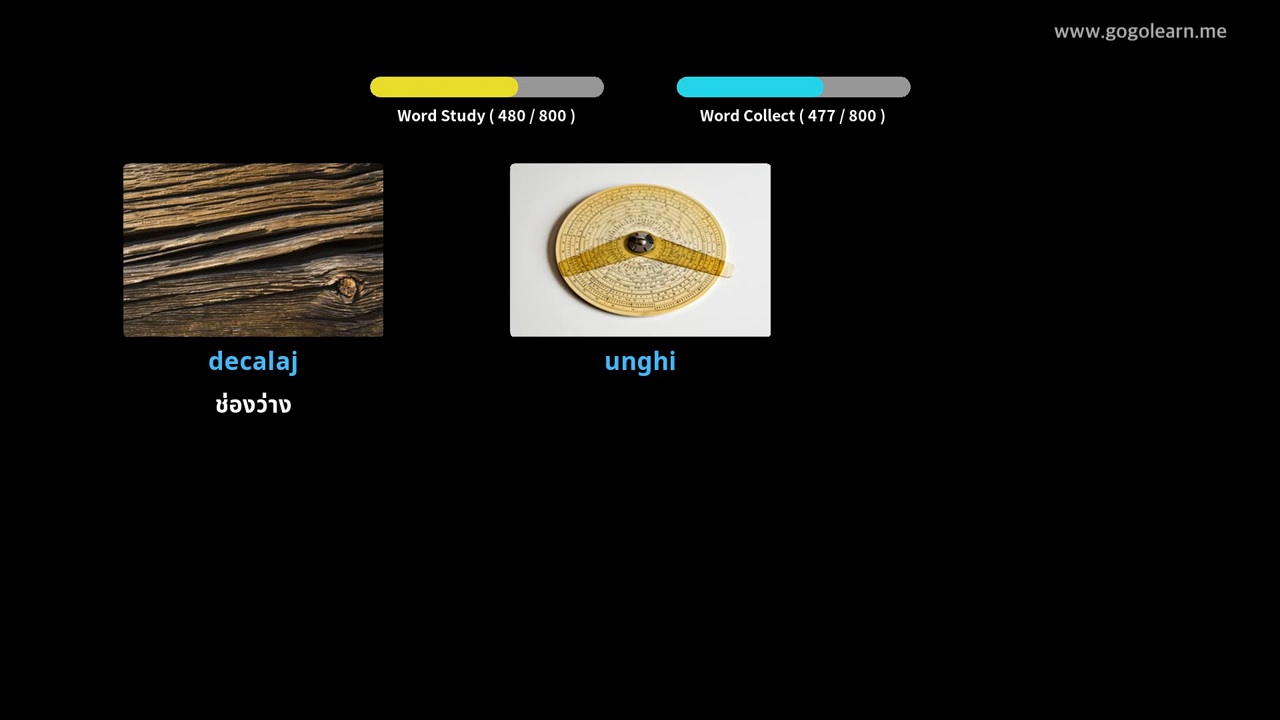 www.gogolearn.me
Word Study ( 480 / 800 )
Word Collect ( 477 / 800 )
decalaj
ช่องว่าง
unghi